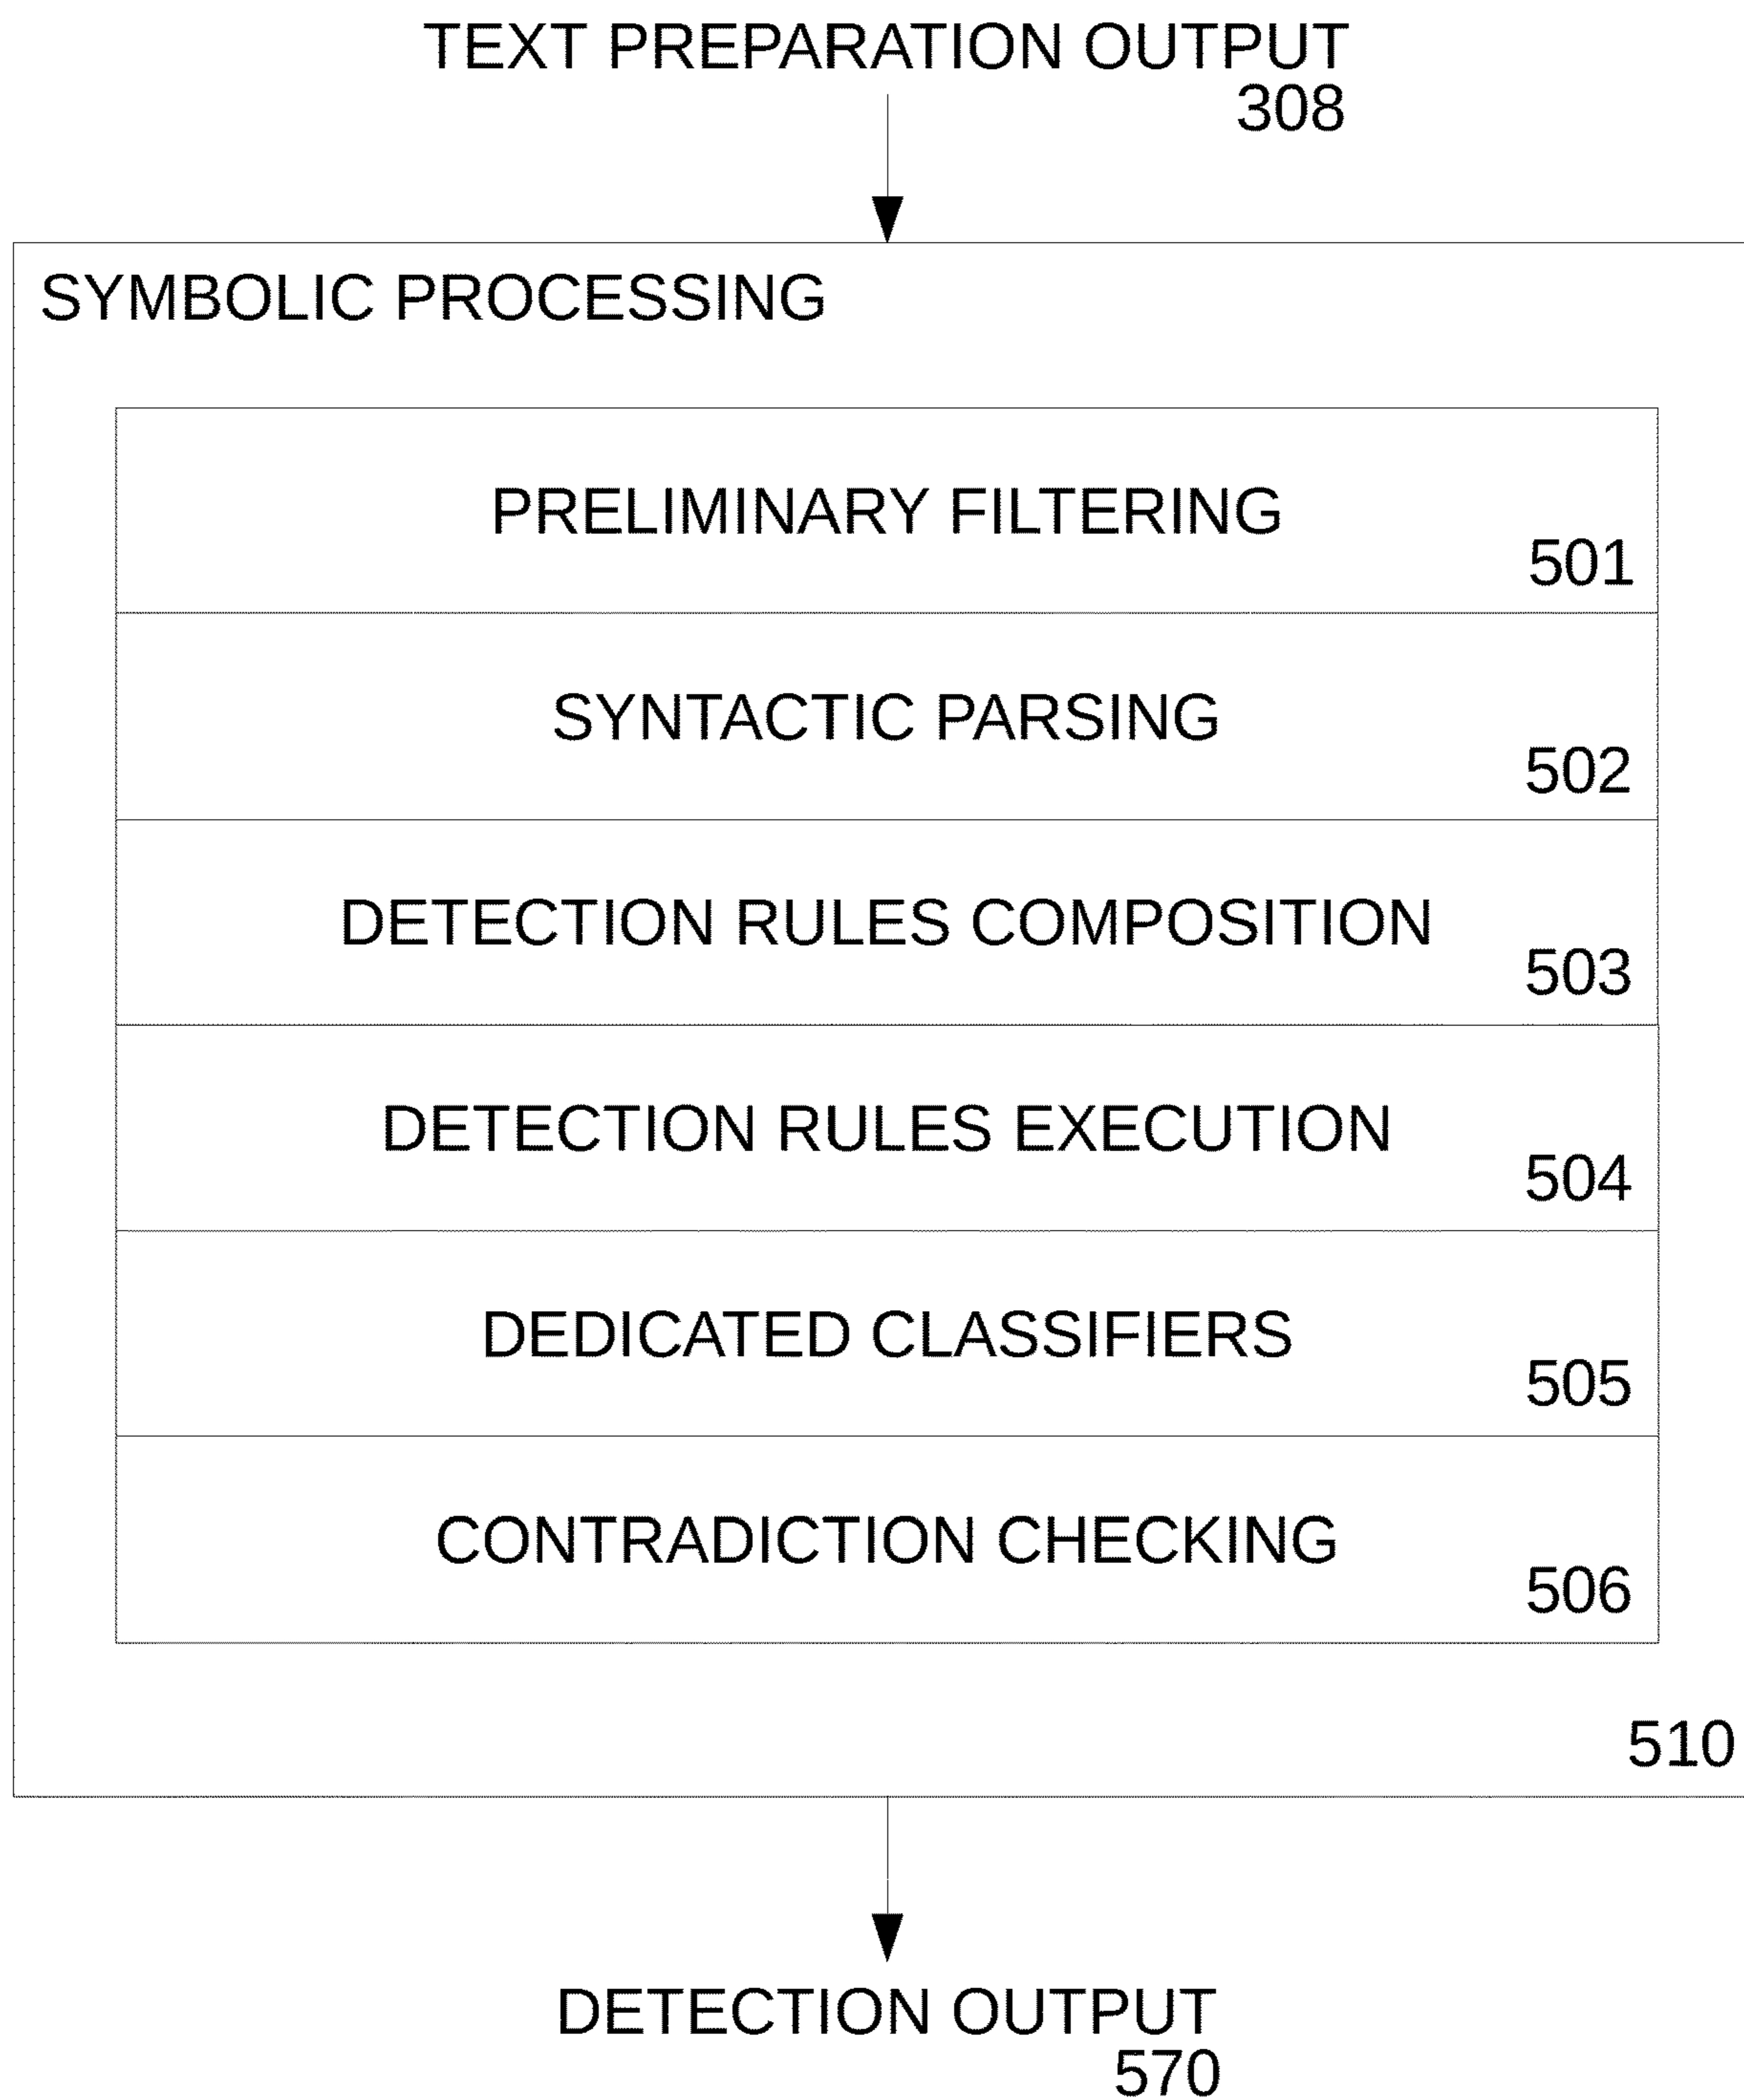 TEXT PREPARATION OUTPUT
308
SYMBOLIC PROCESSING
PRELIMINARY FILTERING
501
SYNTACTIC PARSING
502
DETECTION RULES COMPOSITION
503
DETECTION RULES EXECUTION
504
DEDICATED CLASSIFIERS
505
CONTRADICTION CHECKING
506
510
DETECTION OUTPUT
570